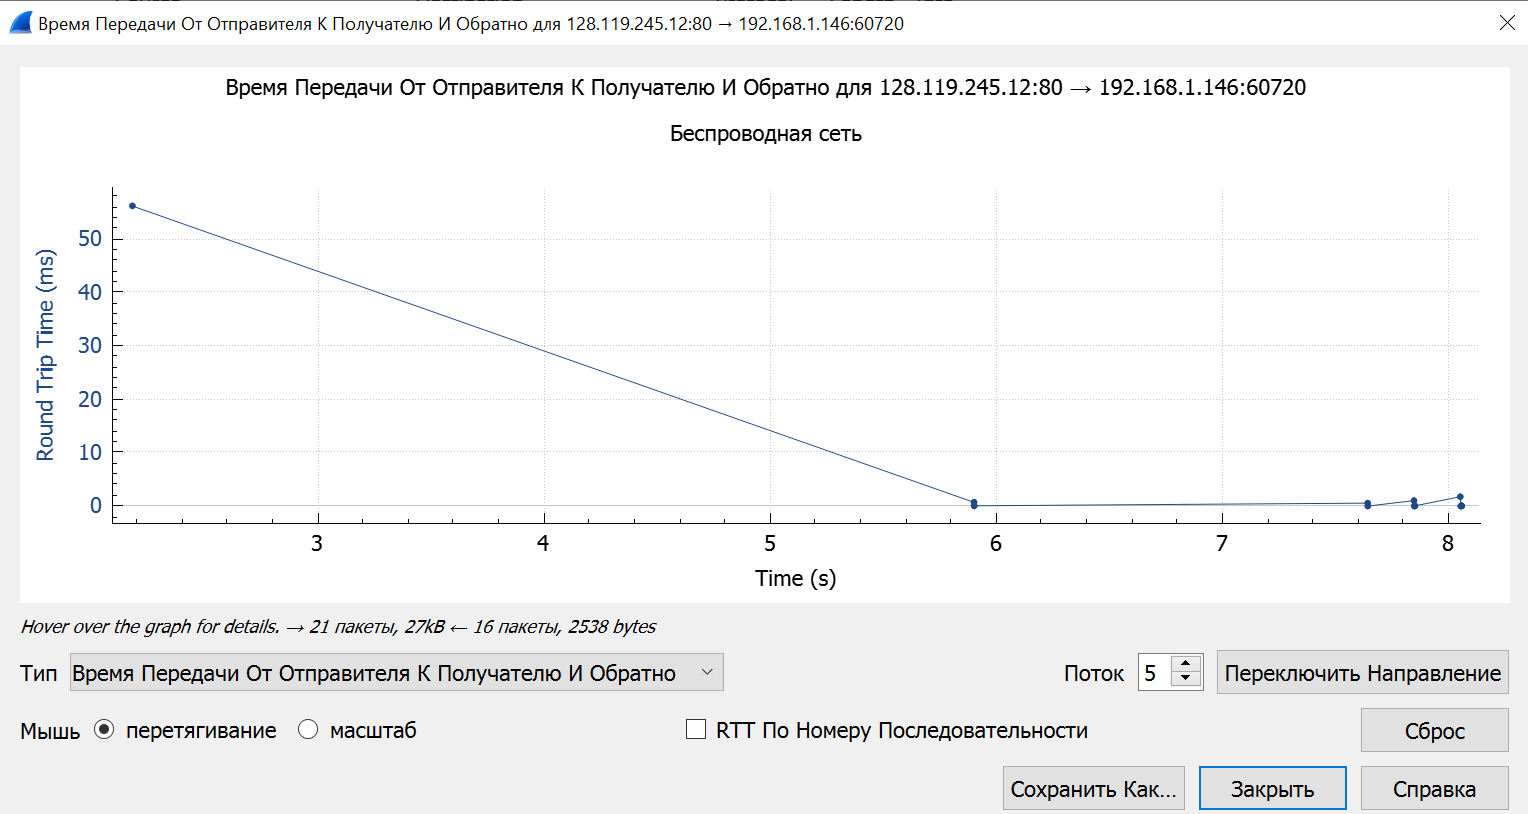 Время Передачи От Отправителя К Получателю И Обратно для 128.119.245.12:80 → 192.168.1.146:60720
Время Передачи От Отправителя К Получателю И Обратно для 128.119.245.12:80 → 192.168.1.146:60720
Беспроводная сеть
Round Trip Time (ms)
50
40
30
20
10
0
3 4 5 6 7 8
Time (s)
Hover over the graph for details. → 21 пакеты, 27kB ← 16 пакеты, 2538 bytes
Тип Время Передачи От Отправителя К Получателю И Обратно Поток 5 Переключить Направление
Мышь перетягивание масштаб RTT По Номеру Последовательности Сброс
Сохранить Как... Закрыть Справка